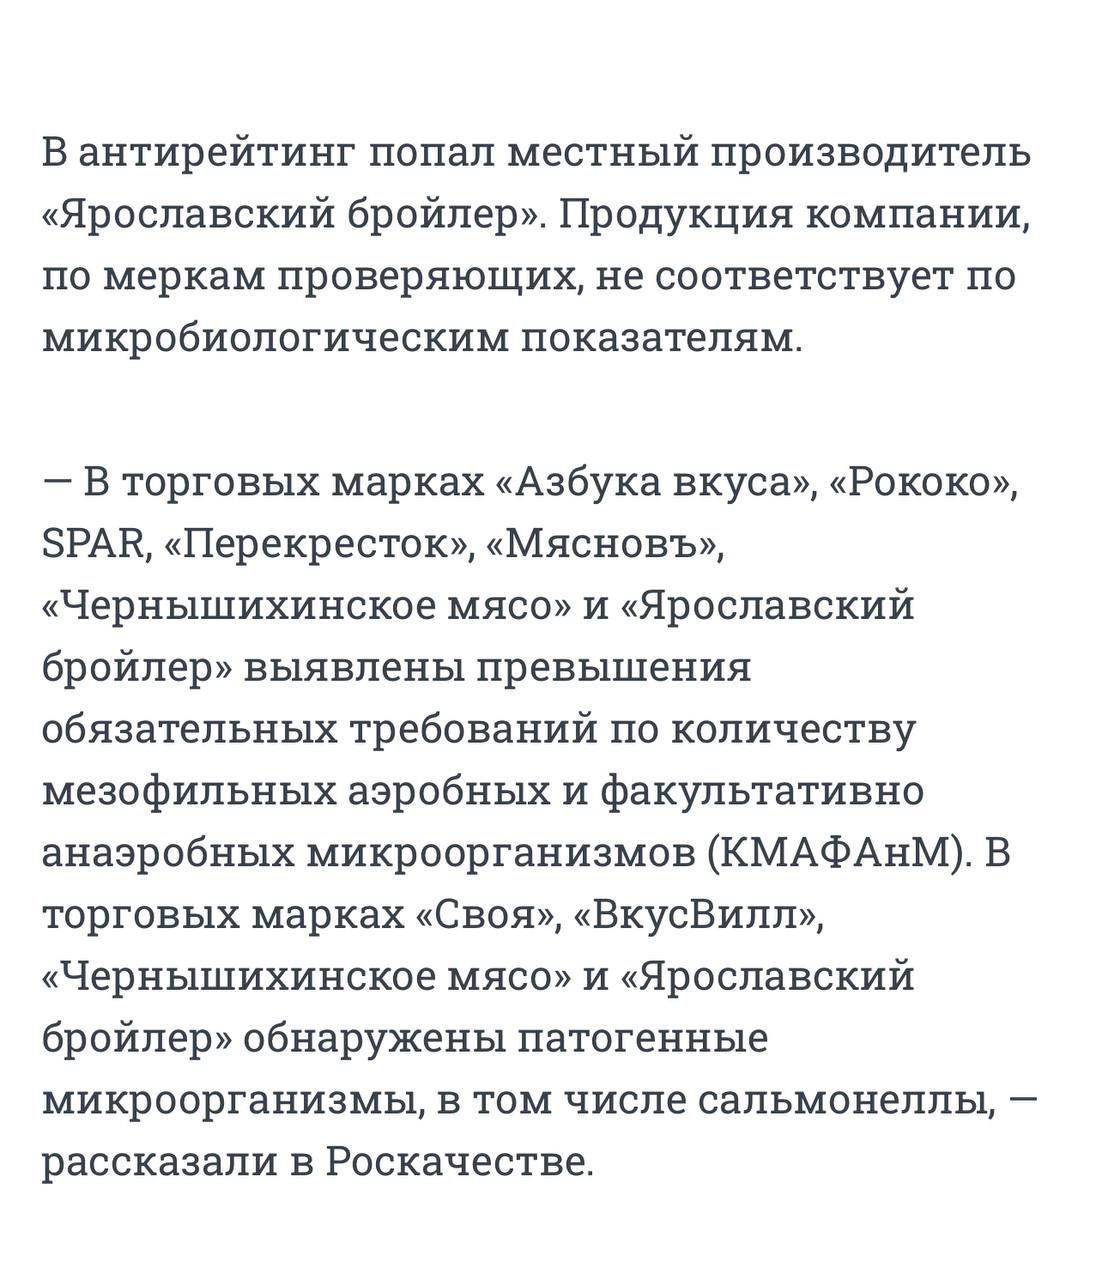 В антирейтинг попал местный производитель
«Ярославский бройлер». Продукция компании,
по меркам проверяющих, не соответствует по
микробиологическим показателям.
— В торговых марках «Азбука вкуса», «Рококо»,
SPAR, «Перекресток», «Мясновъ»,
«Чернышихинское мясо» и «Ярославский
бройлер» выявлены превышения
обязательных требований по количеству
мезофильных аэробных и факультативно
анаэробных микроорганизмов (КМАФАнМ). В
торговых марках «Своя», «ВкусВилл»,
«Чернышихинское мясо» и «Ярославский
бройлер» обнаружены патогенные
микроорганизмы, в том числе сальмонеллы, —
рассказали в Роскачестве.